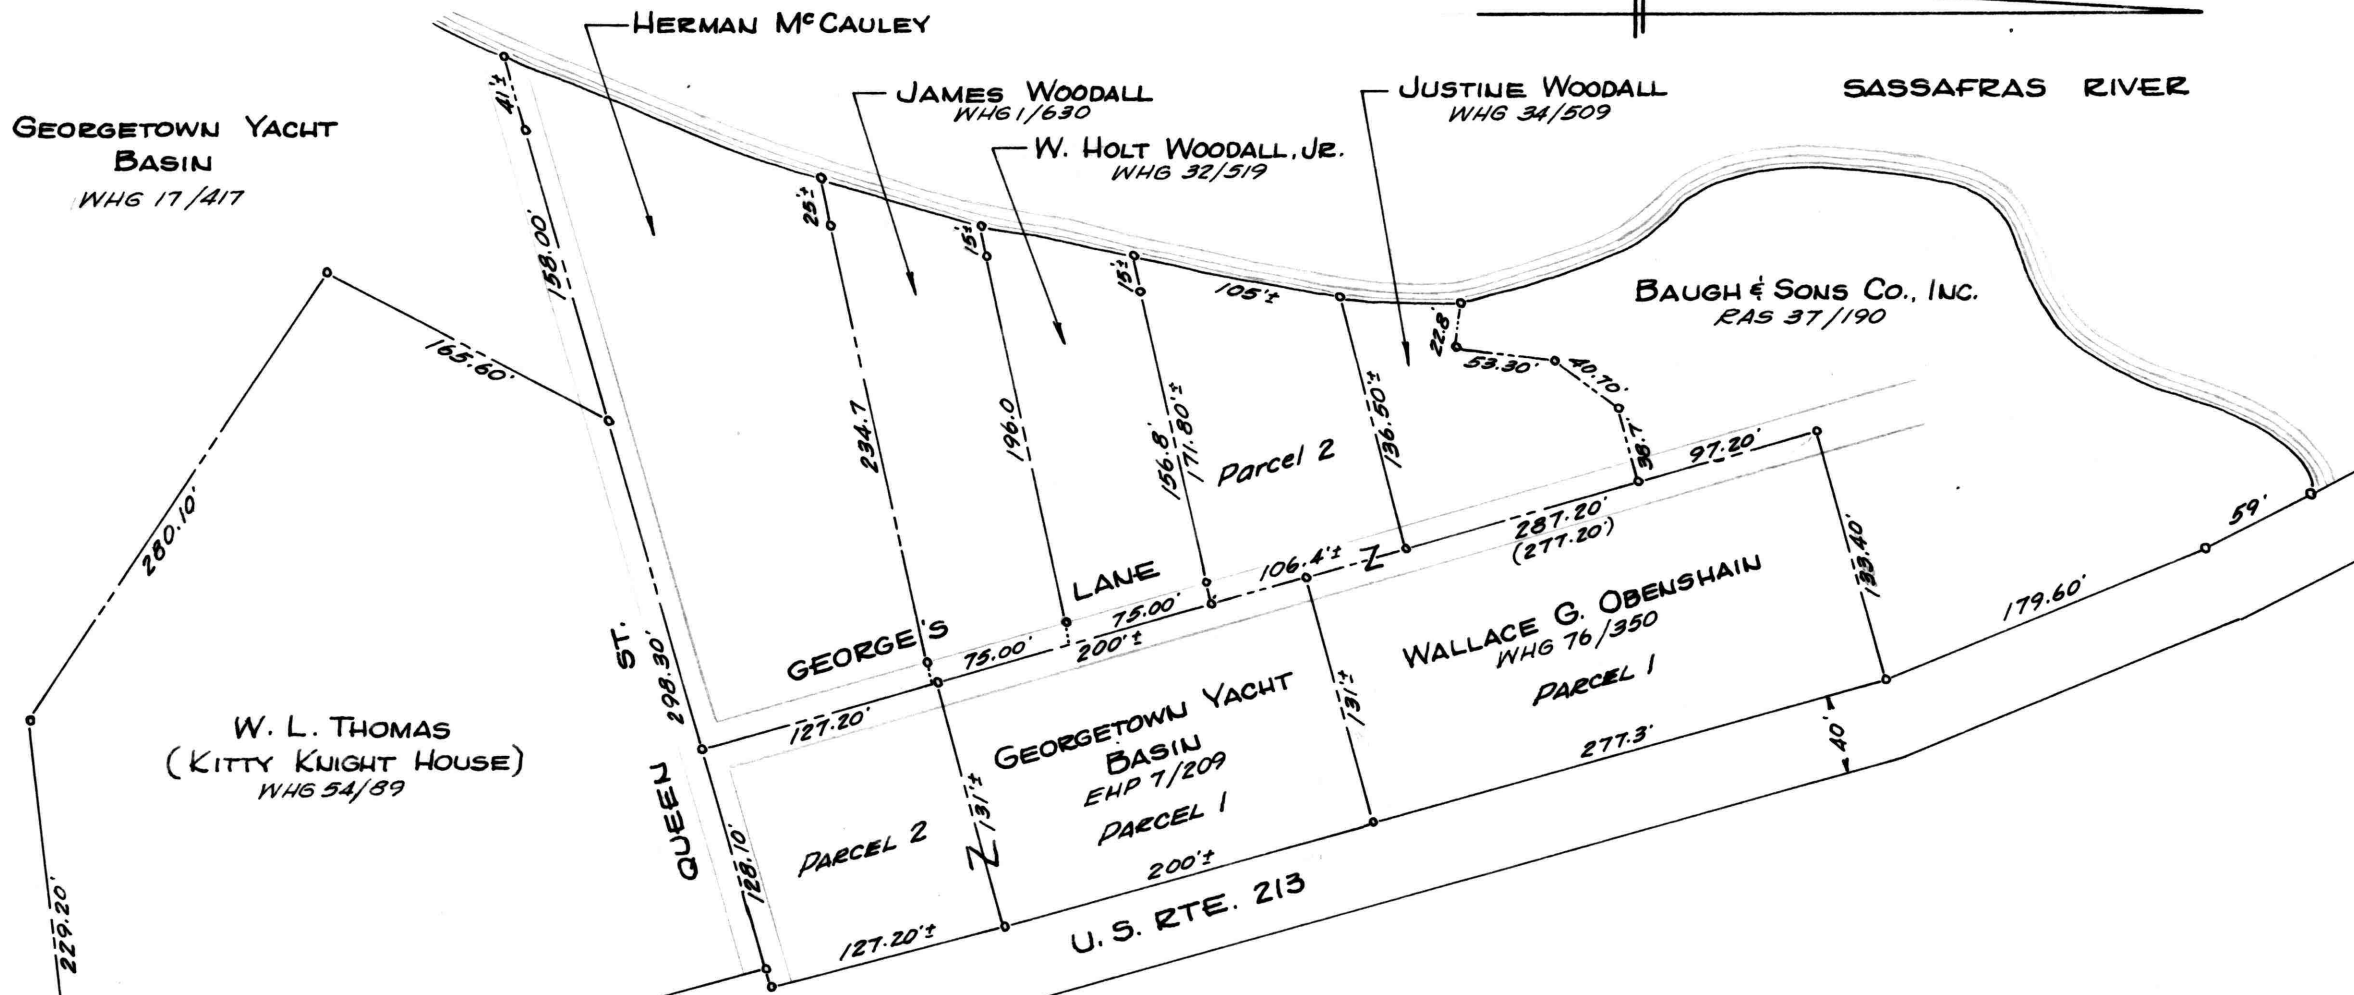 HERMAN McCAULEY
GEORGETOWN YACHT
BASIN
WHG 17/417
JAMES WOODALL
WHG 1/630
W. HOLT WOODALL, JR.
WHG 32/519
JUSTINE WOODALL
WHG 34/509
SASSAFRAS RIVER
BAUGH & SONS CO., INC.
RAS 37/190
41'±
25'±
15'±
15'±
105'±
22.8'
53.30'
40.70'
38.7'
97.20'
158.00'
165.60'
280.10'
229.20'
234.7
196.0
156.8'
171.80'±
Parcel 2
136.50'±
287.20'
(277.20')
106.4'± Z
133.40'
59'
179.60'
W. L. THOMAS
(KITTY KNIGHT HOUSE)
WHG 54/89
QUEEN ST.
298.30'
GEORGE'S LANE
75.00'
75.00'
200'±
127.20'
128.10'
PARCEL 2
Z 131'±
GEORGETOWN YACHT
BASIN
EHP 7/209
PARCEL 1
131'±
WALLACE G. OBENSHAIN
WHG 76/350
PARCEL 1
277.3'
40'
200'±
127.20'±
U.S. RTE. 213